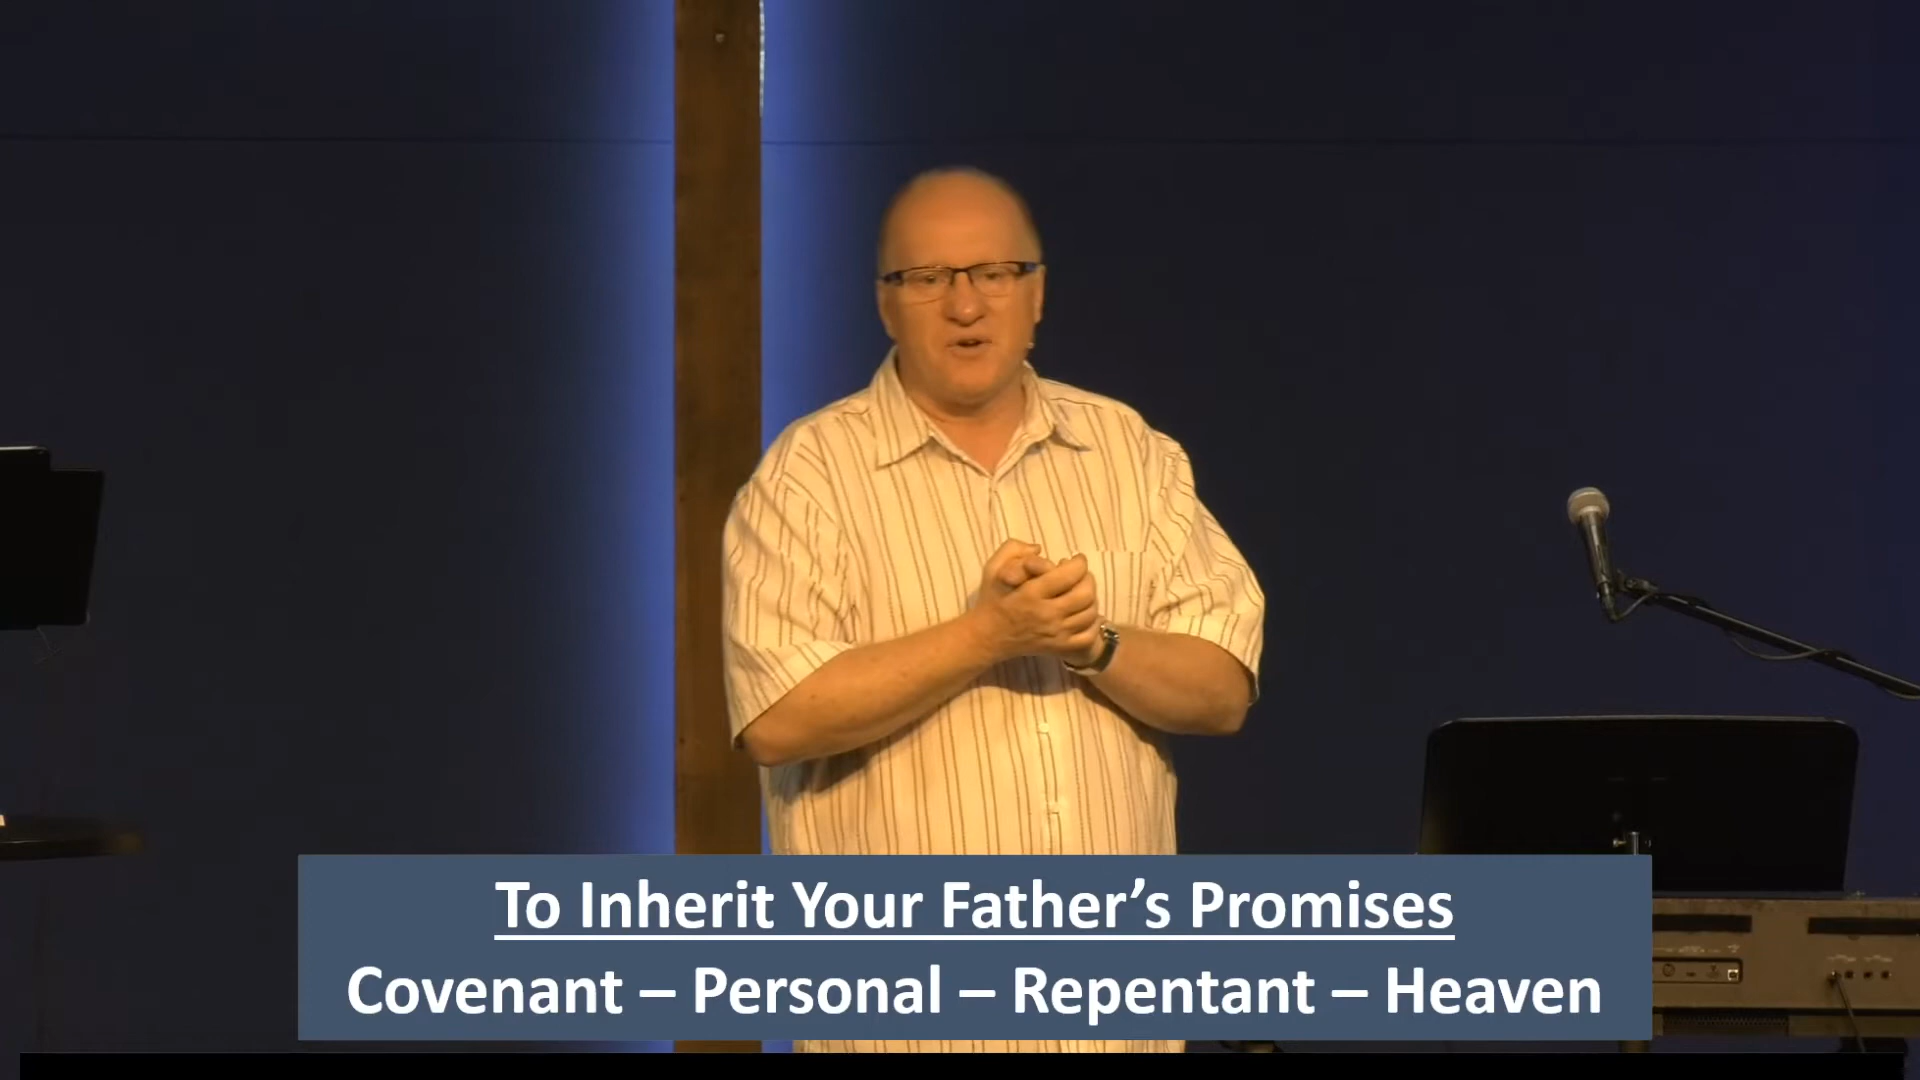 To Inherit Your Father’s Promises
Covenant – Personal – Repentant – Heaven